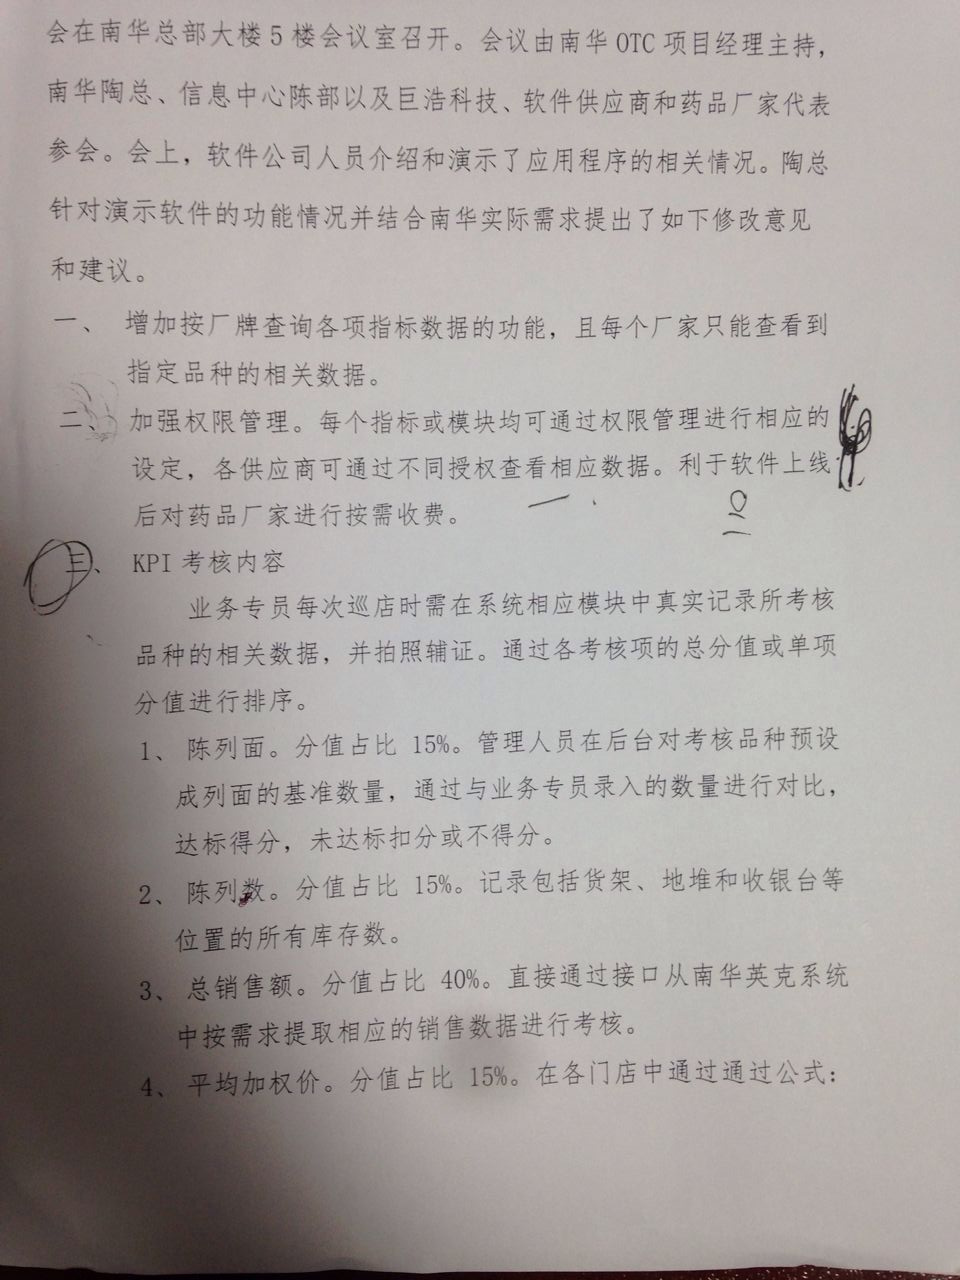 会在南华总部大楼5楼会议室召开。会议由南华OTC项目经理主持，
南华陶总、信息中心陈部以及巨浩科技、软件供应商和药品厂家代表
参会。会上，软件公司人员介绍和演示了应用程序的相关情况。陶总
针对演示软件的功能情况并结合南华实际需求提出了如下修改意见
和建议。
一、 增加按厂牌查询各项指标数据的功能，且每个厂家只能查看到
指定品种的相关数据。
二、 加强权限管理。每个指标或模块均可通过权限管理进行相应的
设定，各供应商可通过不同授权查看相应数据。利于软件上线
后对药品厂家进行按需收费。
三、 KPI考核内容
业务专员每次巡店时需在系统相应模块中真实记录所考核
品种的相关数据，并拍照辅证。通过各考核项的总分值或单项
分值进行排序。
1、 陈列面。分值占比 15%。管理人员在后台对考核品种预设
成列面的基准数量，通过与业务专员录入的数量进行对比，
达标得分，未达标扣分或不得分。
2、 陈列数。分值占比 15%。记录包括货架、地堆和收银台等
位置的所有库存数。
3、 总销售额。分值占比 40%。直接通过接口从南华英克系统
中按需求提取相应的销售数据进行考核。
4、 平均加权价。分值占比 15%。在各门店中通过通过公式：